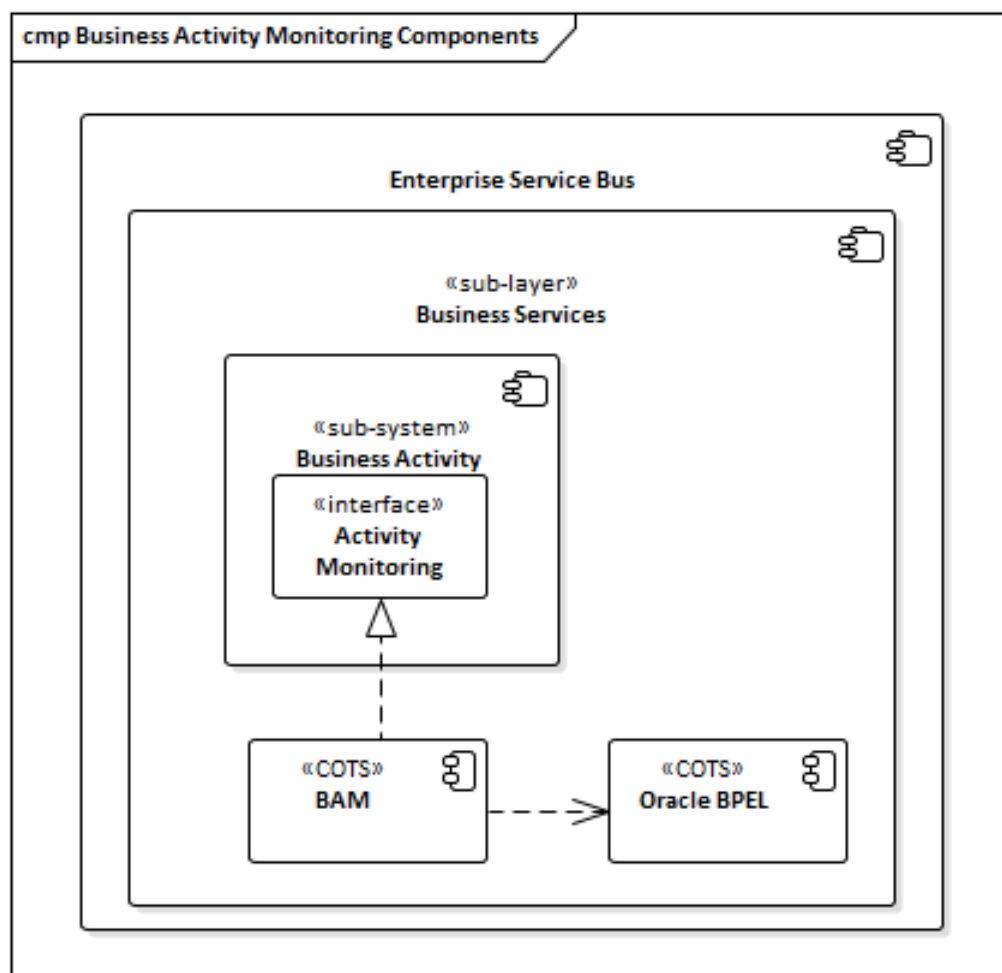 cmp Business Activity Monitoring Components
Enterprise Service Bus
«sub-layer»
Business Services
«sub-system»
Business Activity
«interface»
Activity
Monitoring
«COTS»
BAM
«COTS»
Oracle BPEL